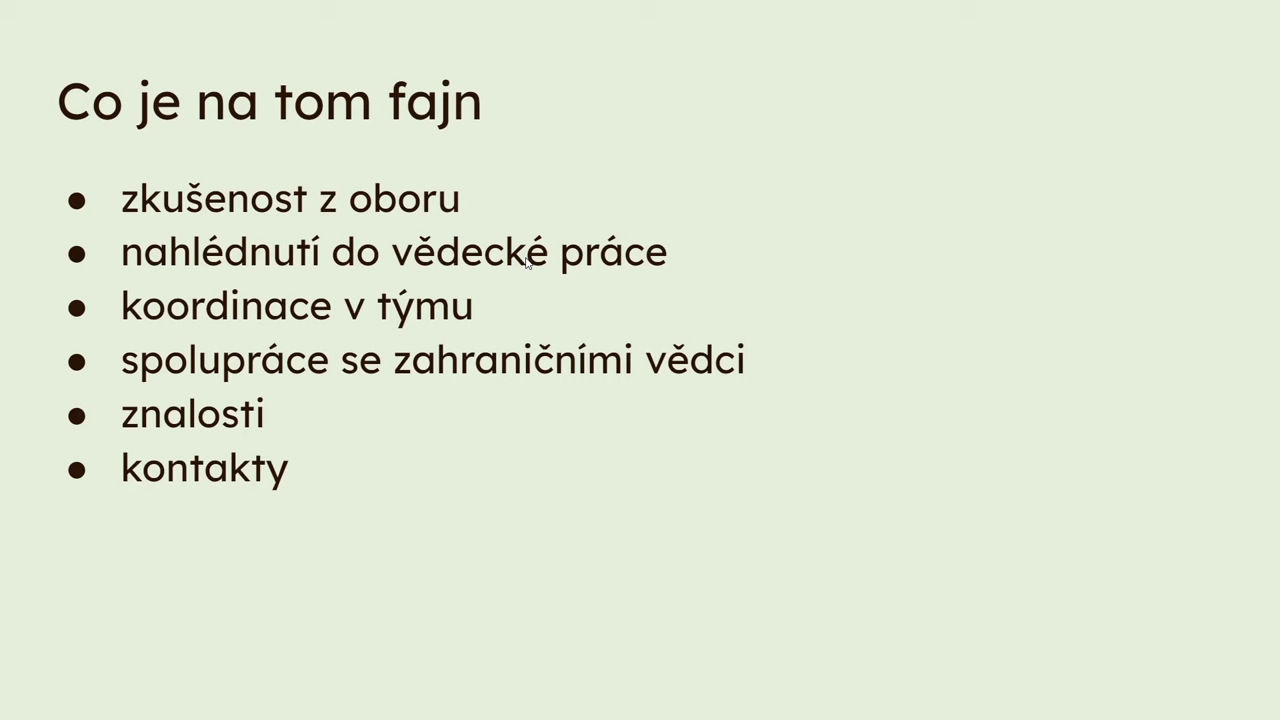 Co je na tom fajn
● zkušenost z oboru
● nahlédnutí do vědecké práce
● koordinace v týmu
● spolupráce se zahraničními vědci
● znalosti
● kontakty